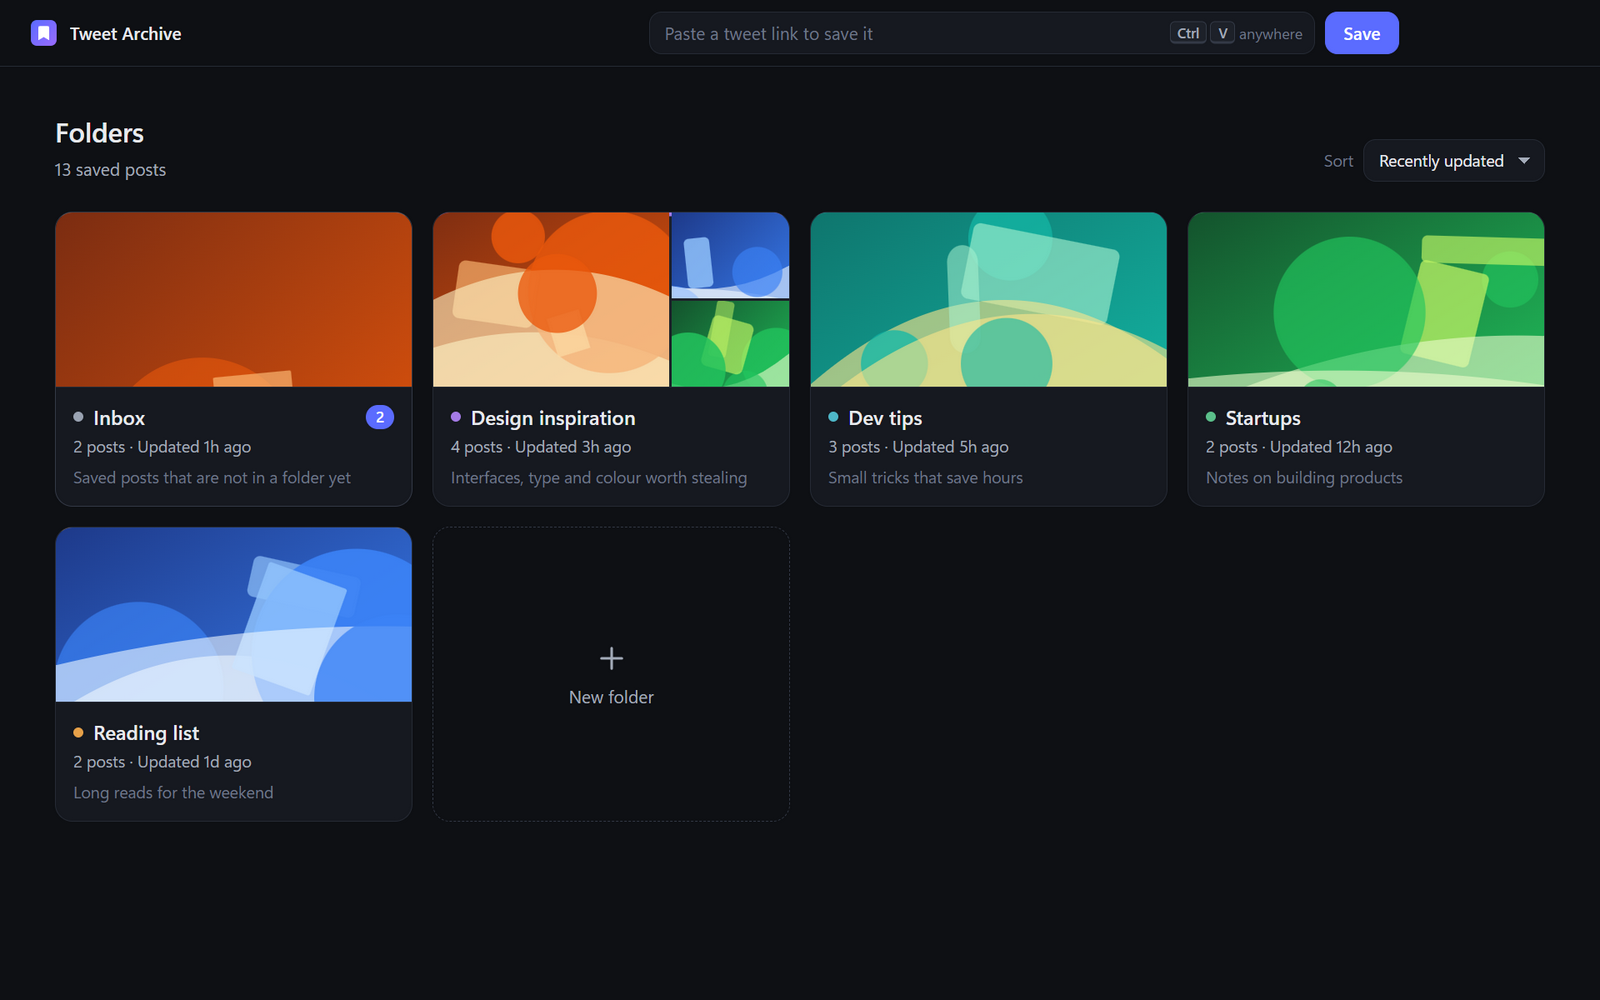 Tweet Archive
Paste a tweet link to save it
Ctrl V anywhere
Save
Folders
13 saved posts
Sort
Recently updated
Inbox
2
2 posts · Updated 1h ago
Saved posts that are not in a folder yet
Design inspiration
4 posts · Updated 3h ago
Interfaces, type and colour worth stealing
Dev tips
3 posts · Updated 5h ago
Small tricks that save hours
Startups
2 posts · Updated 12h ago
Notes on building products
Reading list
2 posts · Updated 1d ago
Long reads for the weekend
New folder